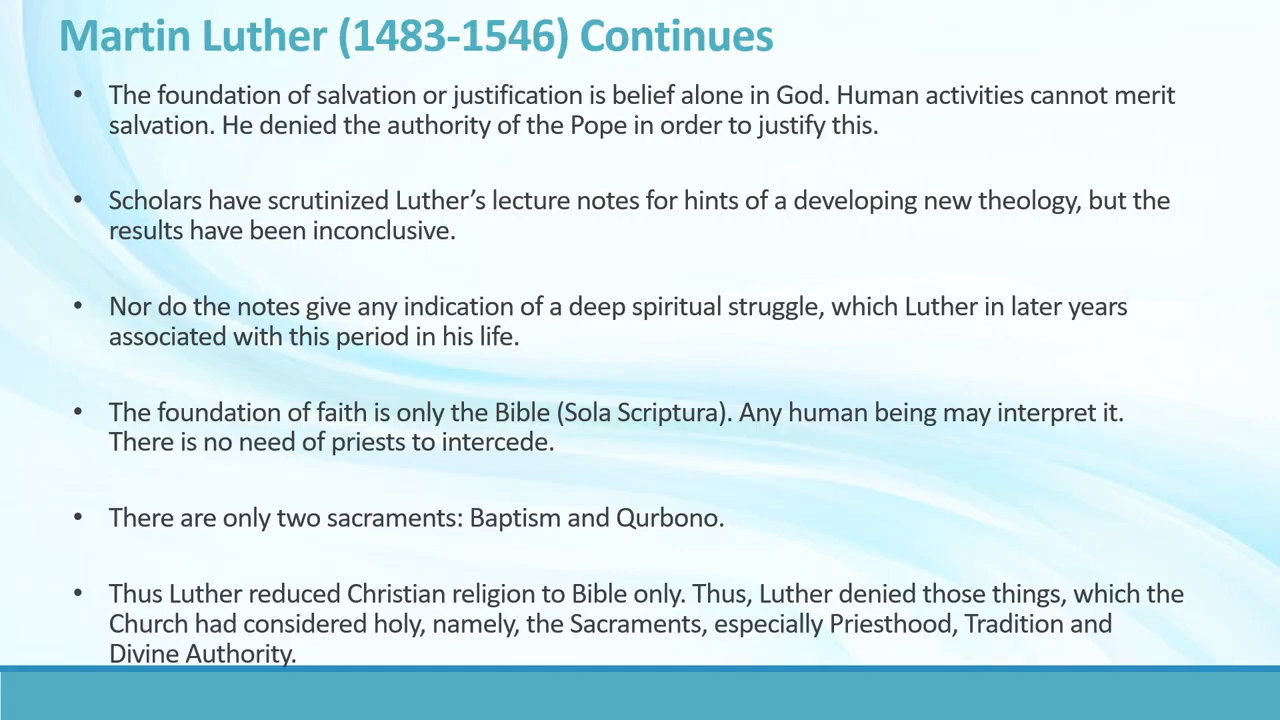 Martin Luther (1483-1546) Continues
• The foundation of salvation or justification is belief alone in God. Human activities cannot merit
salvation. He denied the authority of the Pope in order to justify this.
• Scholars have scrutinized Luther’s lecture notes for hints of a developing new theology, but the
results have been inconclusive.
• Nor do the notes give any indication of a deep spiritual struggle, which Luther in later years
associated with this period in his life.
• The foundation of faith is only the Bible (Sola Scriptura). Any human being may interpret it.
There is no need of priests to intercede.
• There are only two sacraments: Baptism and Qurbono.
• Thus Luther reduced Christian religion to Bible only. Thus, Luther denied those things, which the
Church had considered holy, namely, the Sacraments, especially Priesthood, Tradition and
Divine Authority.